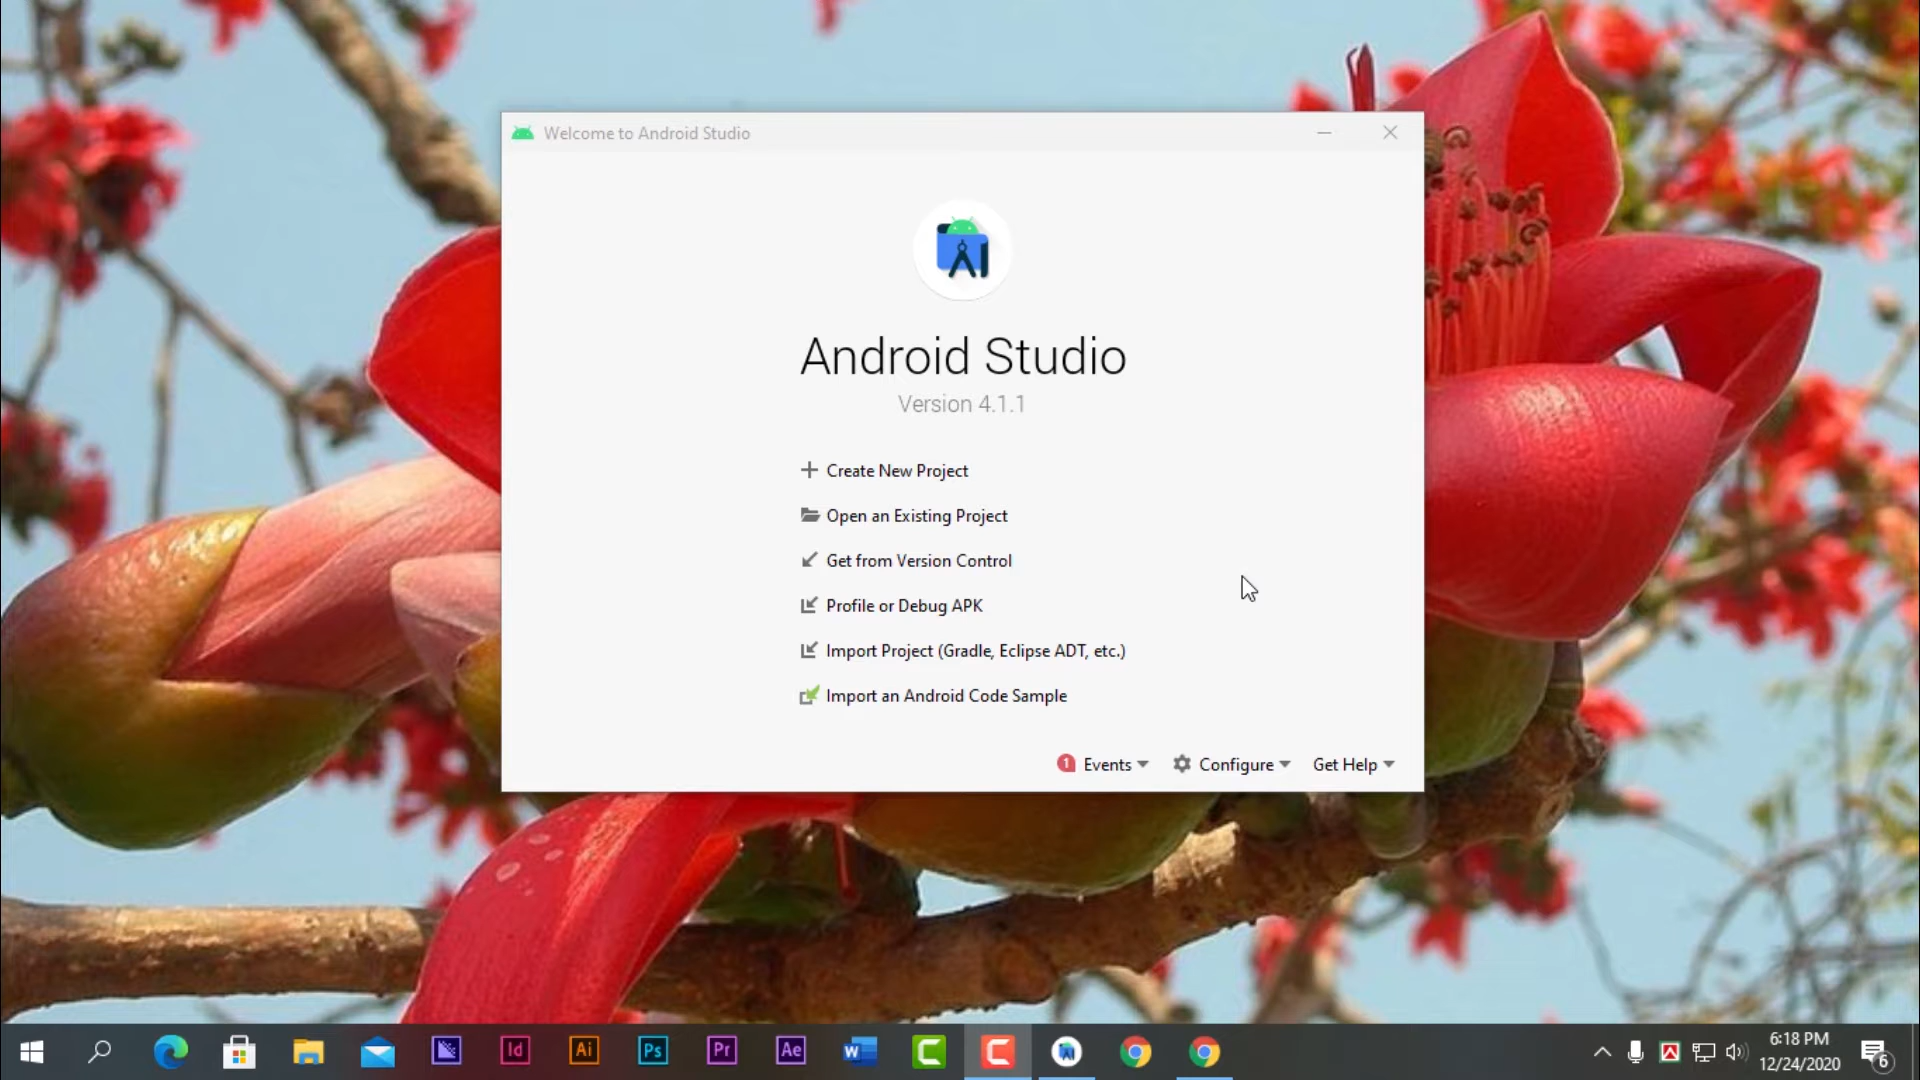 Welcome to Android Studio
Android Studio
Version 4.1.1
Create New Project
Open an Existing Project
Get from Version Control
Profile or Debug APK
Import Project (Gradle, Eclipse ADT, etc.)
Import an Android Code Sample
1 Events
Configure
Get Help
Id
Ai
Ps
Pr
Ae
W
6:18 PM
12/24/2020
6